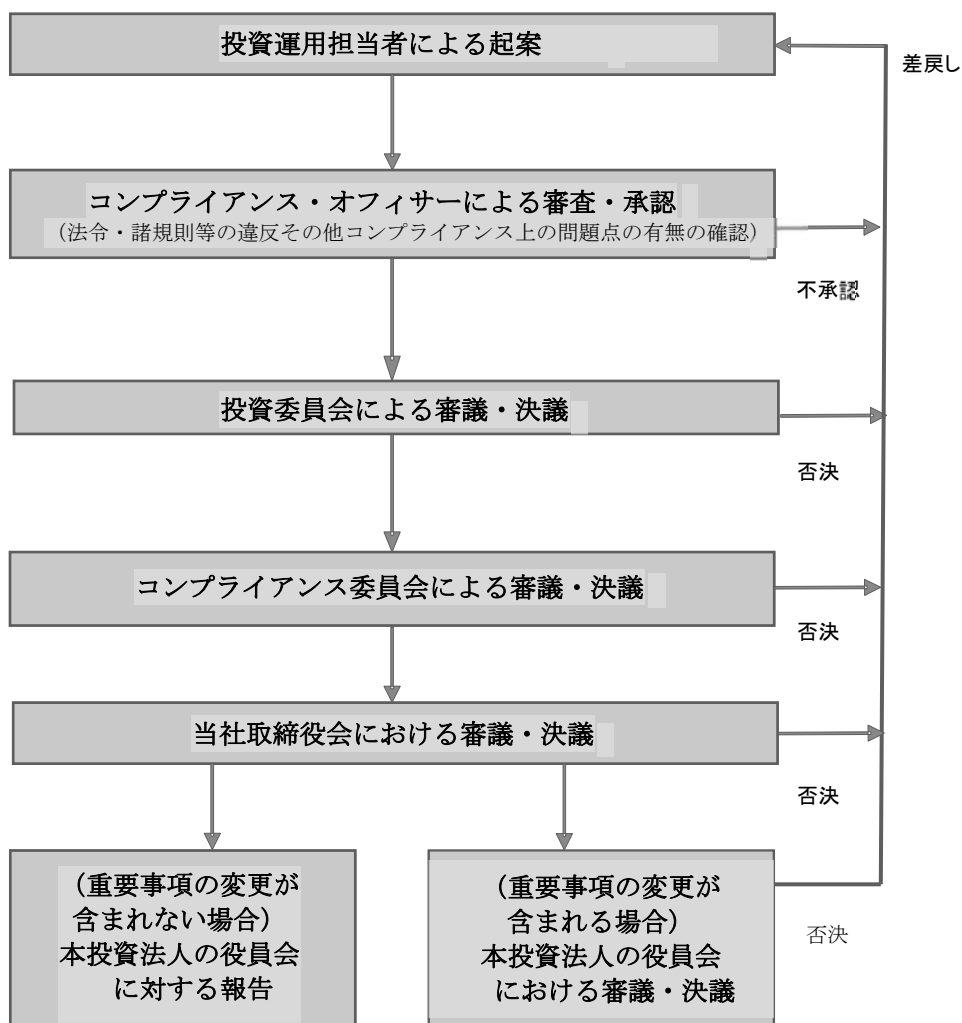 投資運用担当者による起案
差戻し
コンプライアンス・オフィサーによる審査・承認
（法令・諸規則等の違反その他コンプライアンス上の問題点の有無の確認）
不承認
投資委員会による審議・決議
否決
コンプライアンス委員会による審議・決議
否決
当社取締役会における審議・決議
否決
（重要事項の変更が
含まれない場合）
本投資法人の役員会
に対する報告
（重要事項の変更が
含まれる場合）
本投資法人の役員会
における審議・決議
否決